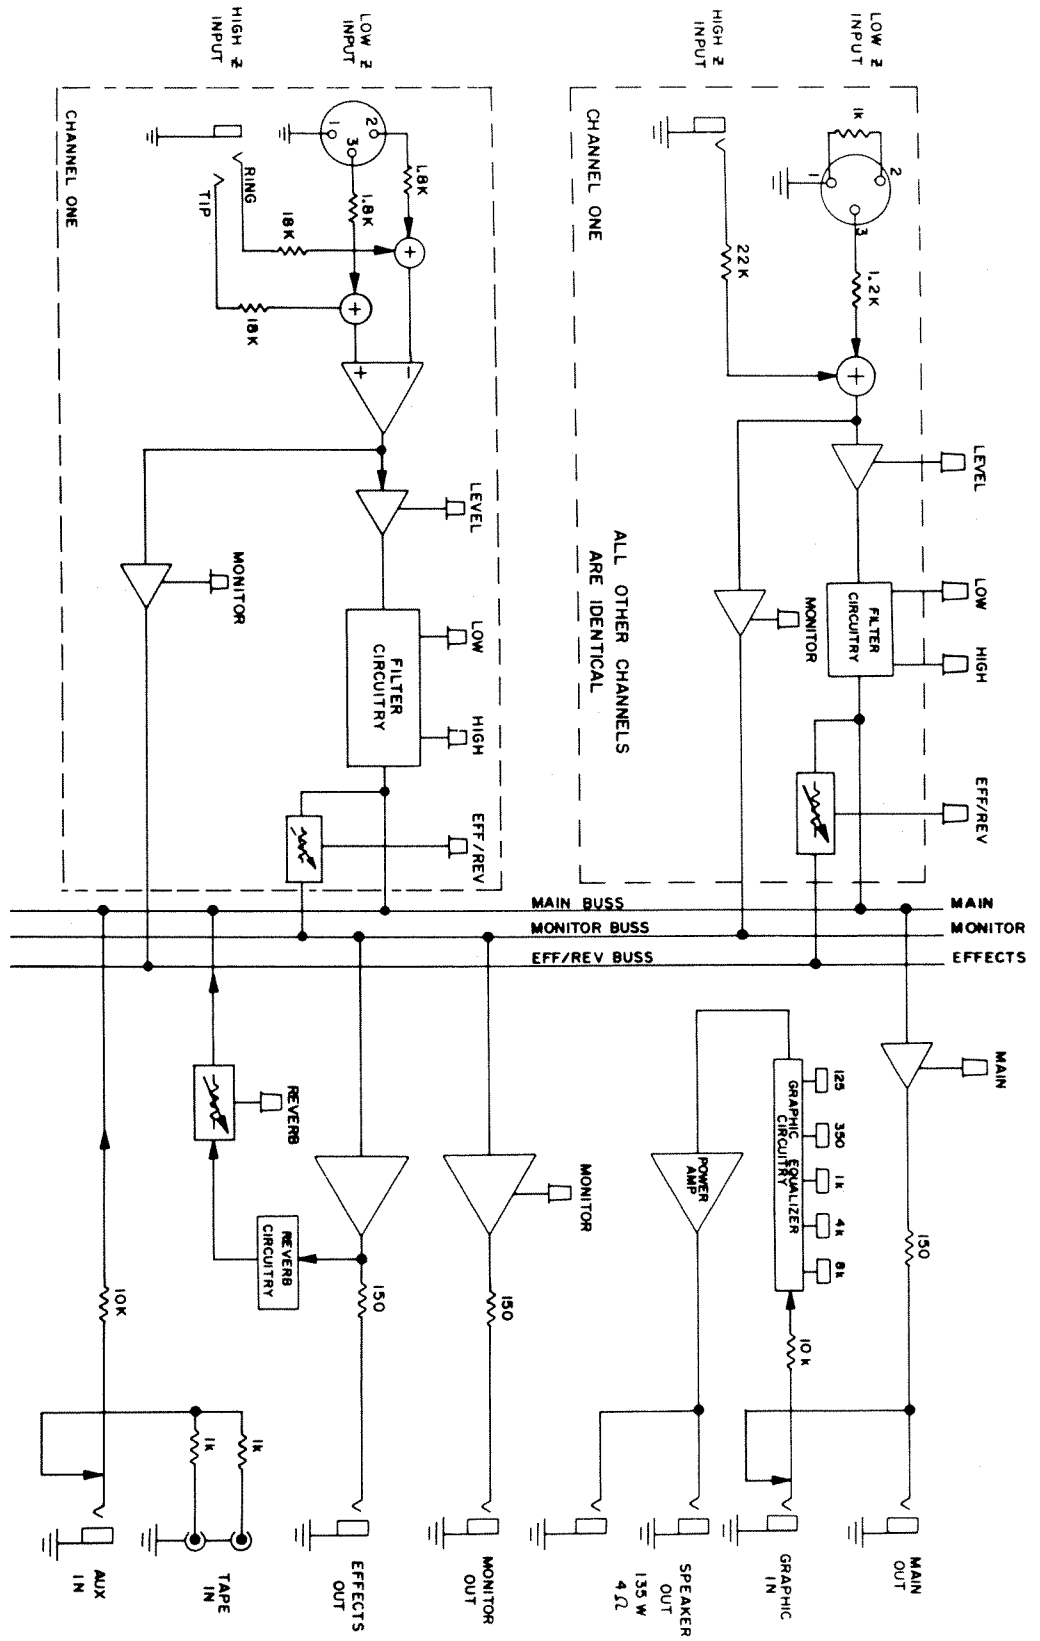 LOW Z
INPUT
HIGH Z
INPUT
CHANNEL ONE
1k
2
1
3
1.2K
22K
+
LEVEL
LOW
HIGH
FILTER
CIRCUITRY
MONITOR
EFF/REV
ALL OTHER CHANNELS
ARE IDENTICAL
LOW Z
INPUT
HIGH Z
INPUT
CHANNEL ONE
2
1
3
1.8K
1.8K
RING
TIP
18K
18K
+
+
−
+
LEVEL
LOW
HIGH
FILTER
CIRCUITRY
MONITOR
EFF/REV
MAIN BUSS
MAIN
MONITOR BUSS
MONITOR
EFF/REV BUSS
EFFECTS
MAIN
150
MAIN
OUT
125
350
1k
4k
8k
GRAPHIC EQUALIZER
CIRCUITRY
10k
GRAPHIC
IN
POWER
AMP
SPEAKER
OUT
135W
4Ω
MONITOR
150
MONITOR
OUT
150
EFFECTS
OUT
REVERB
REVERB
CIRCUITRY
1k
1k
TAPE
IN
10K
AUX
IN